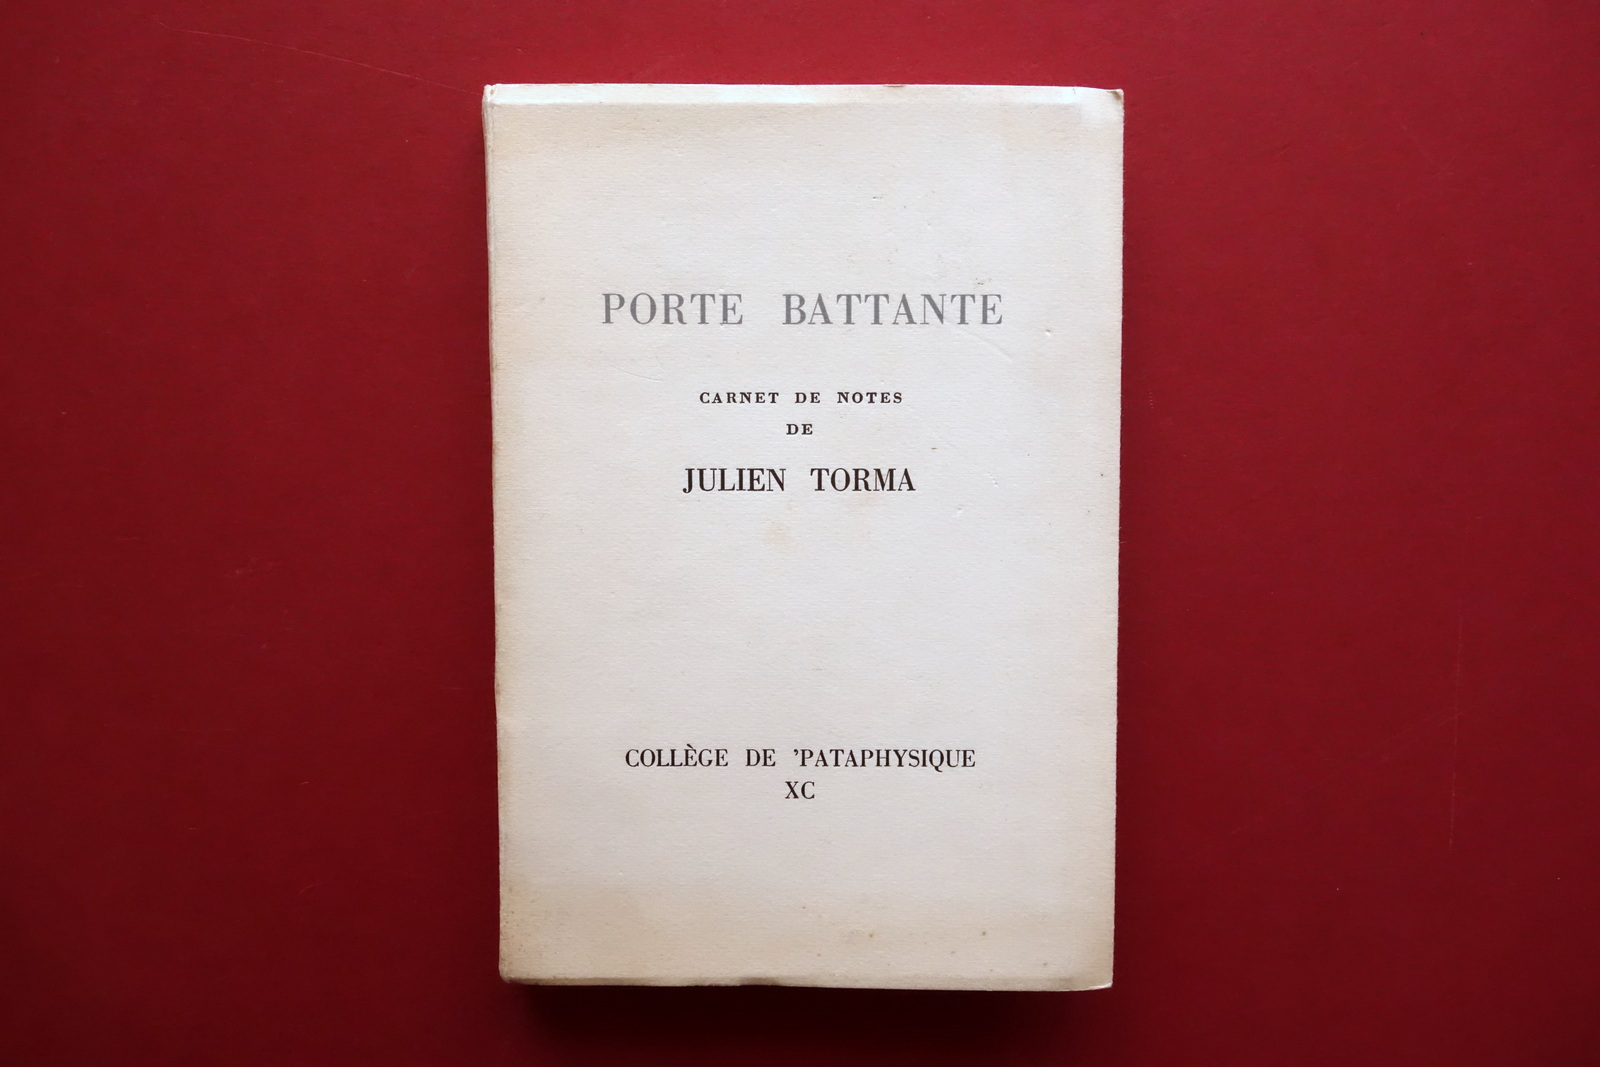 PORTE BATTANTE
CARNET DE NOTES
DE
JULIEN TORMA
COLLÈGE DE 'PATAPHYSIQUE
XC